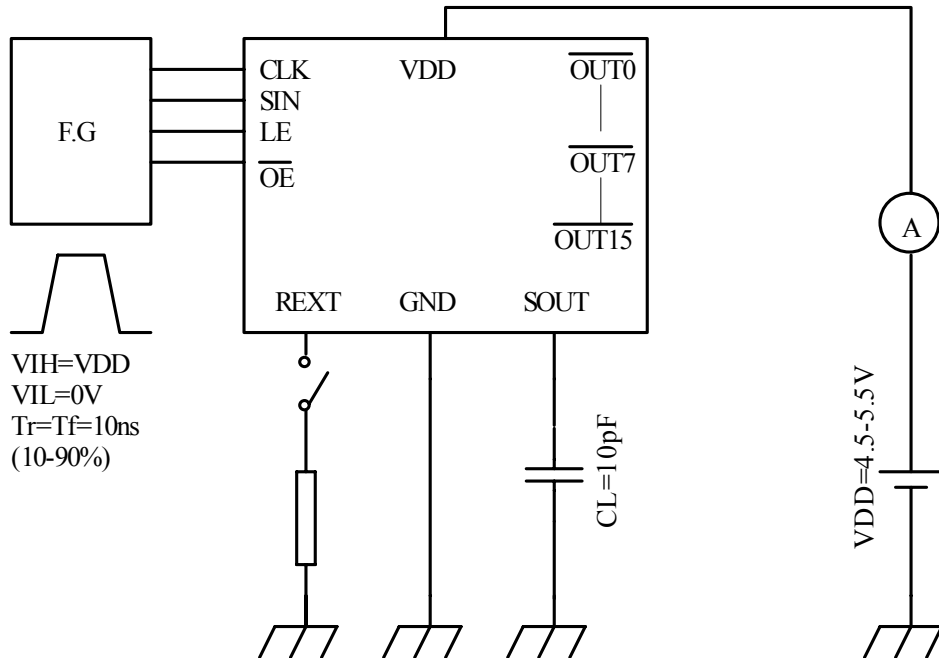 F.G
CLK
SIN
LE
OE
VDD
OUT0
OUT7
OUT15
REXT
GND
SOUT
A
VIH=VDD
VIL=0V
Tr=Tf=10ns
(10-90%)
CL=10pF
VDD=4.5-5.5V